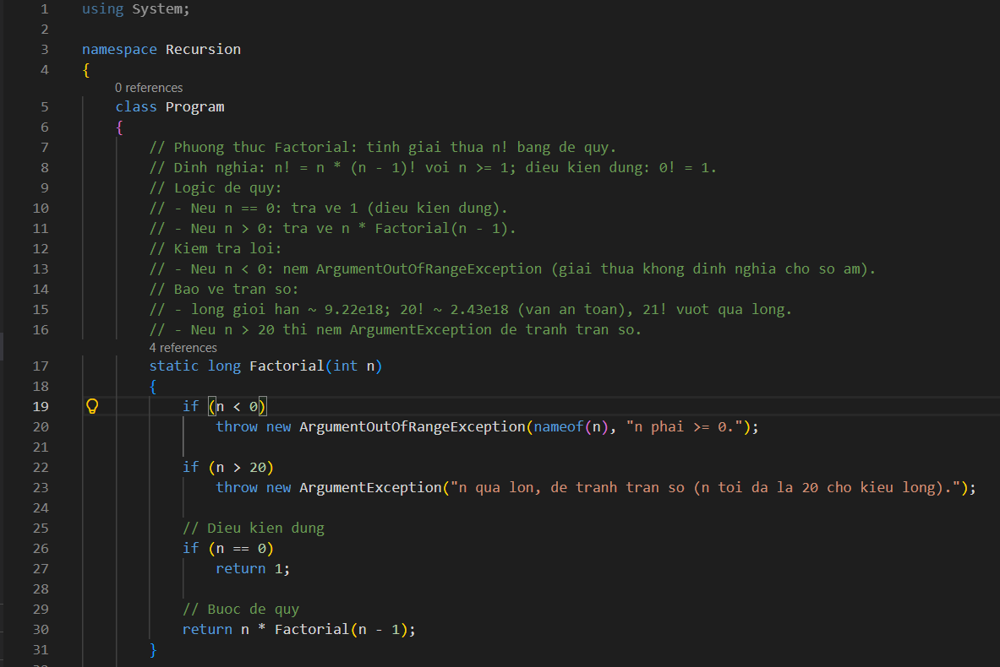 1 using System;
2
3 namespace Recursion
4 {
0 references
5 class Program
6 {
7 // Phuong thuc Factorial: tinh giai thua n! bang de quy.
8 // Dinh nghia: n! = n * (n - 1)! voi n >= 1; dieu kien dung: 0! = 1.
9 // Logic de quy:
10 // - Neu n == 0: tra ve 1 (dieu kien dung).
11 // - Neu n > 0: tra ve n * Factorial(n - 1).
12 // Kiem tra loi:
13 // - Neu n < 0: nem ArgumentOutOfRangeException (giai thua khong dinh nghia cho so am).
14 // Bao ve tran so:
15 // - long gioi han ~ 9.22e18; 20! ~ 2.43e18 (van an toan), 21! vuot qua long.
16 // - Neu n > 20 thi nem ArgumentException de tranh tran so.
4 references
17 static long Factorial(int n)
18 {
19 if (n < 0)
20 throw new ArgumentOutOfRangeException(nameof(n), "n phai >= 0.");
21
22 if (n > 20)
23 throw new ArgumentException("n qua lon, de tranh tran so (n toi da la 20 cho kieu long).");
24
25 // Dieu kien dung
26 if (n == 0)
27 return 1;
28
29 // Buoc de quy
30 return n * Factorial(n - 1);
31 }